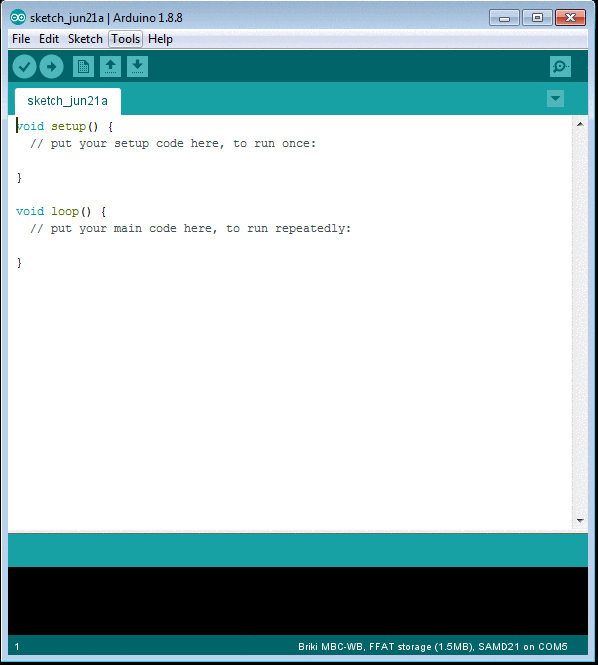 sketch_jun21a | Arduino 1.8.8
File Edit Sketch Tools Help
sketch_jun21a
void setup() {
  // put your setup code here, to run once:
}
void loop() {
  // put your main code here, to run repeatedly:
}
1 Briki MBC-WB, FFAT storage (1.5MB), SAMD21 on COM5